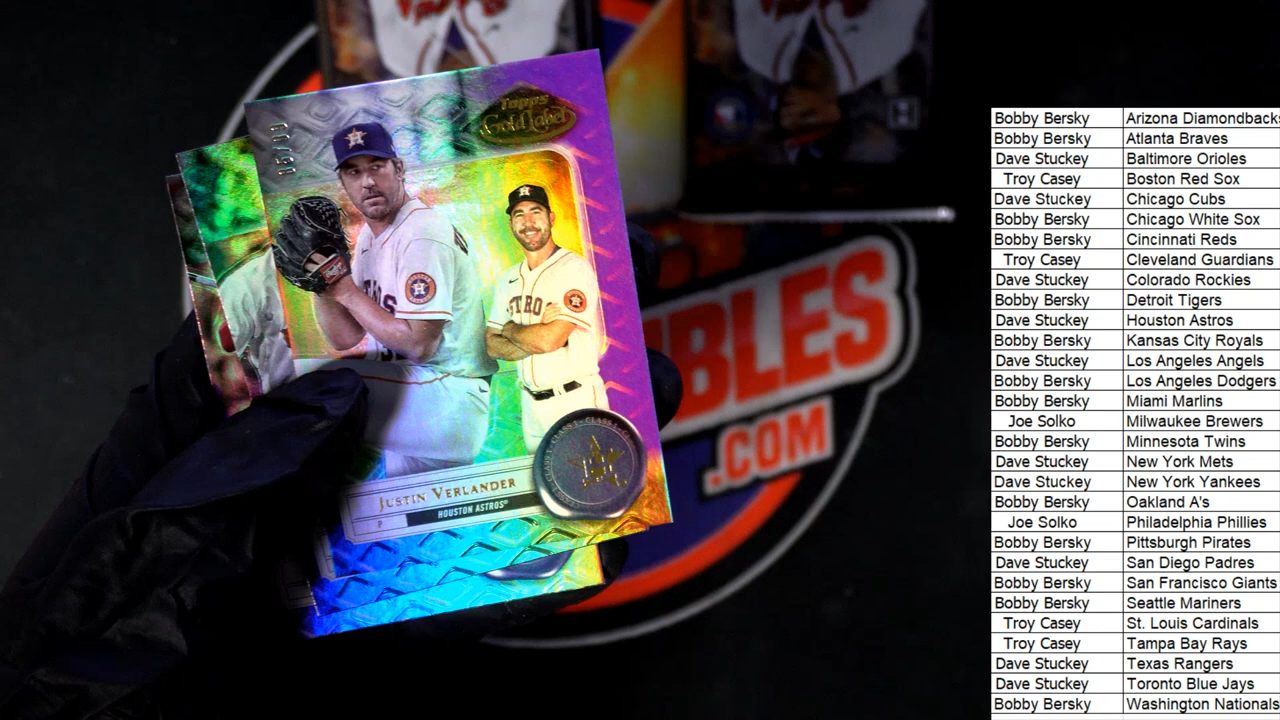 Topps
Gold Label
CLASS 1 · CLASS 1
JUSTIN VERLANDER
P
HOUSTON ASTROS®
BLES
.COM
Bobby Bersky Arizona Diamondbacks
Bobby Bersky Atlanta Braves
Dave Stuckey Baltimore Orioles
Troy Casey Boston Red Sox
Dave Stuckey Chicago Cubs
Bobby Bersky Chicago White Sox
Bobby Bersky Cincinnati Reds
Troy Casey Cleveland Guardians
Dave Stuckey Colorado Rockies
Bobby Bersky Detroit Tigers
Dave Stuckey Houston Astros
Bobby Bersky Kansas City Royals
Dave Stuckey Los Angeles Angels
Bobby Bersky Los Angeles Dodgers
Bobby Bersky Miami Marlins
Joe Solko Milwaukee Brewers
Bobby Bersky Minnesota Twins
Dave Stuckey New York Mets
Dave Stuckey New York Yankees
Bobby Bersky Oakland A's
Joe Solko Philadelphia Phillies
Bobby Bersky Pittsburgh Pirates
Dave Stuckey San Diego Padres
Bobby Bersky San Francisco Giants
Bobby Bersky Seattle Mariners
Troy Casey St. Louis Cardinals
Troy Casey Tampa Bay Rays
Dave Stuckey Texas Rangers
Dave Stuckey Toronto Blue Jays
Bobby Bersky Washington Nationals